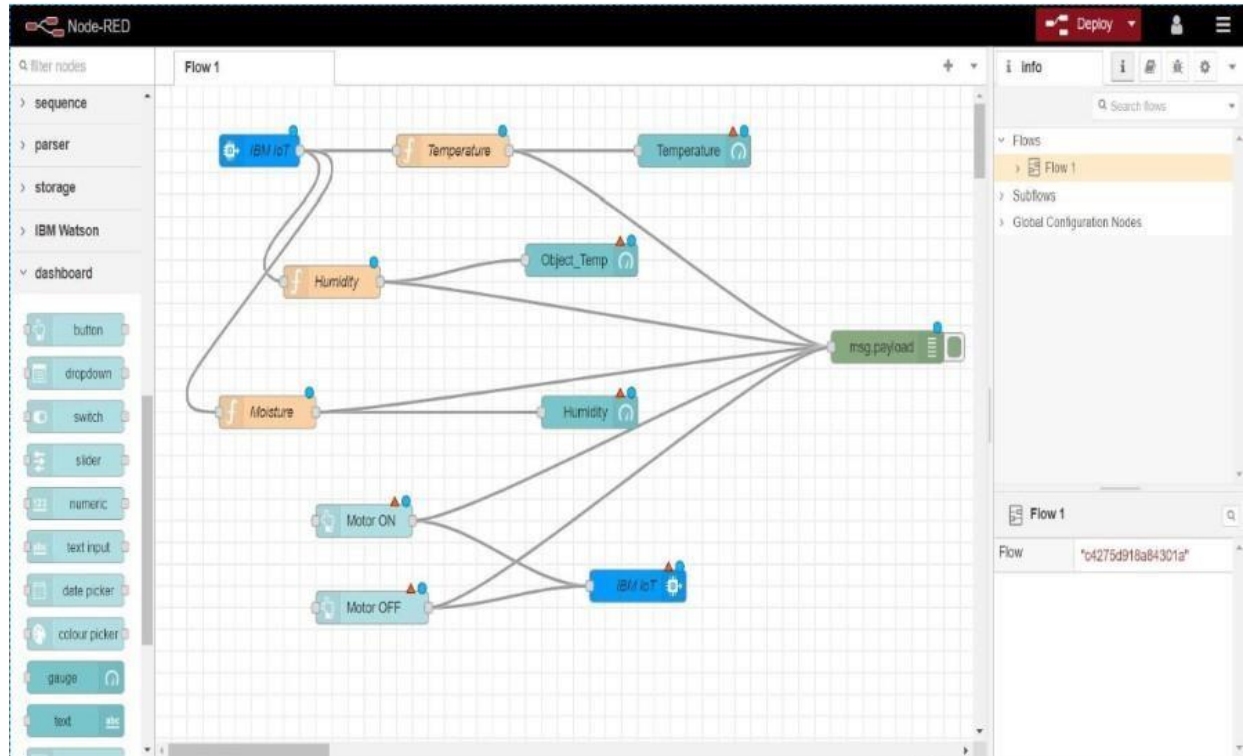 Node-RED
Deploy
filter nodes
Flow 1
i Info
i
Search flows
sequence
parser
storage
IBM Watson
dashboard
button
dropdown
switch
slider
numeric
text input
date picker
colour picker
gauge
text
IBM IoT
f Temperature
Temperature
Object_Temp
f Humidity
msg.payload
f Moisture
Humidity
Motor ON
IBM IoT
Motor OFF
Flows
Flow 1
Subflows
Global Configuration Nodes
Flow 1
Flow "c4275d918a84301a"